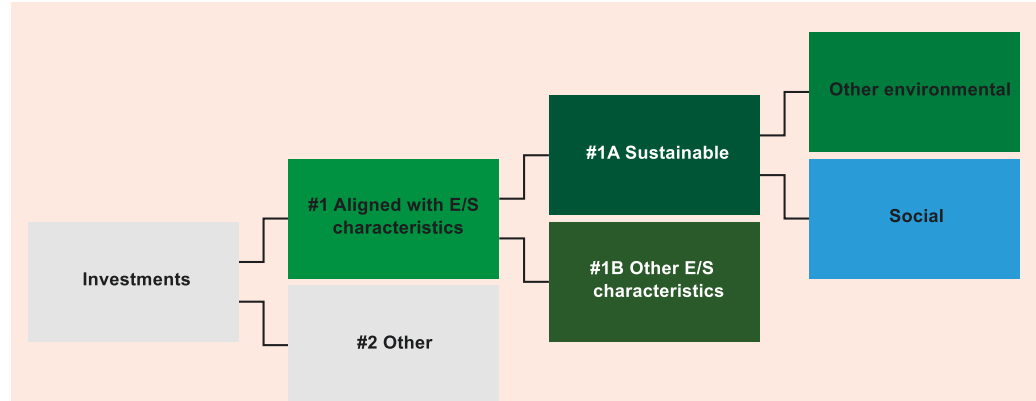 Investments
#1 Aligned with E/S
characteristics
#2 Other
#1A Sustainable
#1B Other E/S
characteristics
Other environmental
Social